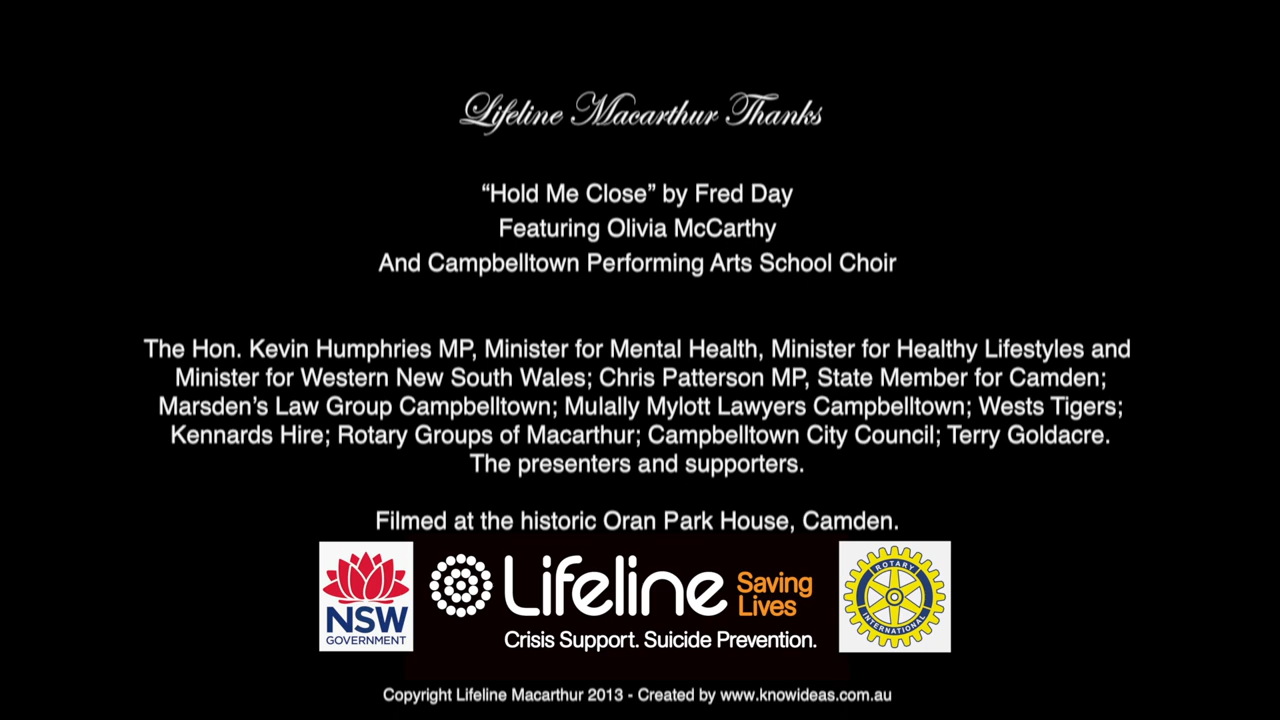 Lifeline Macarthur Thanks
“Hold Me Close” by Fred Day
Featuring Olivia McCarthy
And Campbelltown Performing Arts School Choir
The Hon. Kevin Humphries MP, Minister for Mental Health, Minister for Healthy Lifestyles and
Minister for Western New South Wales; Chris Patterson MP, State Member for Camden;
Marsden’s Law Group Campbelltown; Mulally Mylott Lawyers Campbelltown; Wests Tigers;
Kennards Hire; Rotary Groups of Macarthur; Campbelltown City Council; Terry Goldacre.
The presenters and supporters.
Filmed at the historic Oran Park House, Camden.
NSW
GOVERNMENT
Lifeline
Saving
Lives
Crisis Support. Suicide Prevention.
ROTARY
INTERNATIONAL
Copyright Lifeline Macarthur 2013 - Created by www.knowideas.com.au